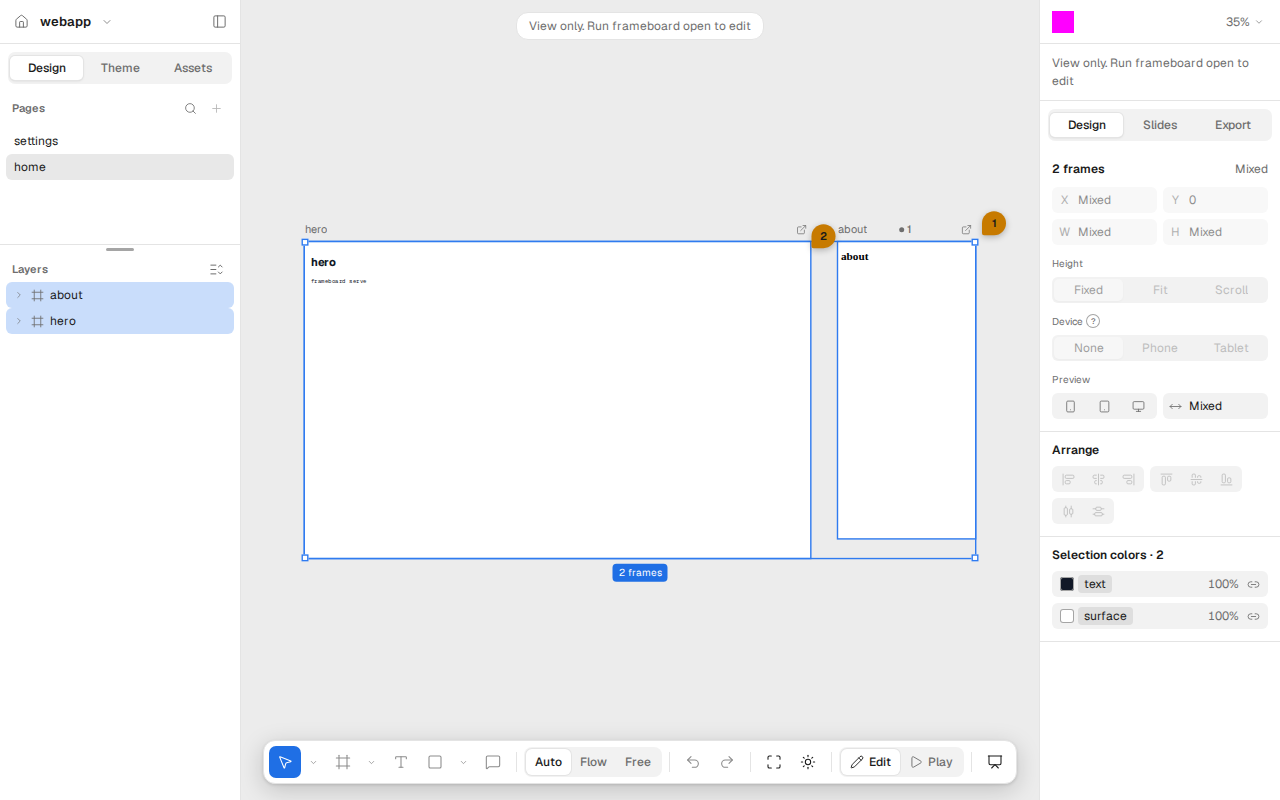 webapp
Design
Theme
Assets
Pages
settings
home
Layers
about
hero
View only. Run frameboard open to edit
hero
2
about
1
1
hero
frameboard serve
about
2 frames
Auto
Flow
Free
Edit
Play
35%
View only. Run frameboard open to
edit
Design
Slides
Export
2 frames
Mixed
X Mixed
Y 0
W Mixed
H Mixed
Height
Fixed
Fit
Scroll
Device ?
None
Phone
Tablet
Preview
Mixed
Arrange
Selection colors · 2
text
100%
surface
100%